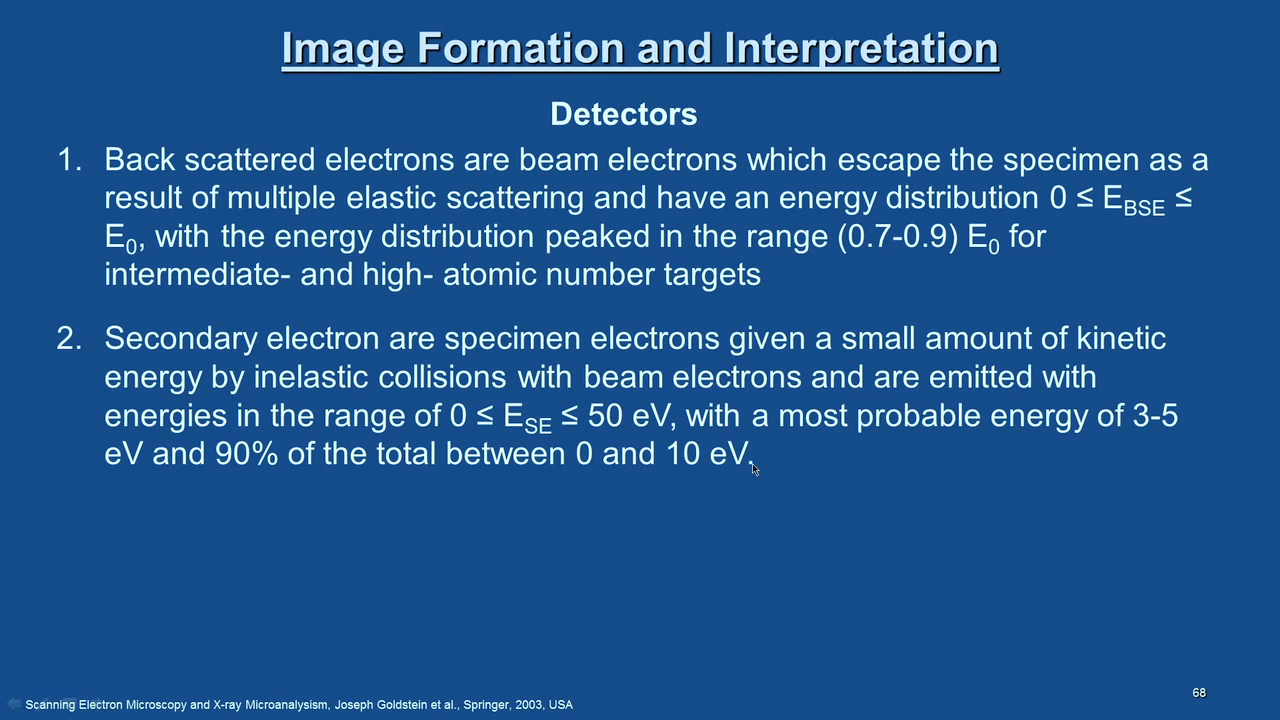 Image Formation and Interpretation
Detectors
1. Back scattered electrons are beam electrons which escape the specimen as a
result of multiple elastic scattering and have an energy distribution 0 ≤ E_BSE ≤
E_0, with the energy distribution peaked in the range (0.7-0.9) E_0 for
intermediate- and high- atomic number targets
2. Secondary electron are specimen electrons given a small amount of kinetic
energy by inelastic collisions with beam electrons and are emitted with
energies in the range of 0 ≤ E_SE ≤ 50 eV, with a most probable energy of 3-5
eV and 90% of the total between 0 and 10 eV.
68
Scanning Electron Microscopy and X-ray Microanalysism, Joseph Goldstein et al., Springer, 2003, USA